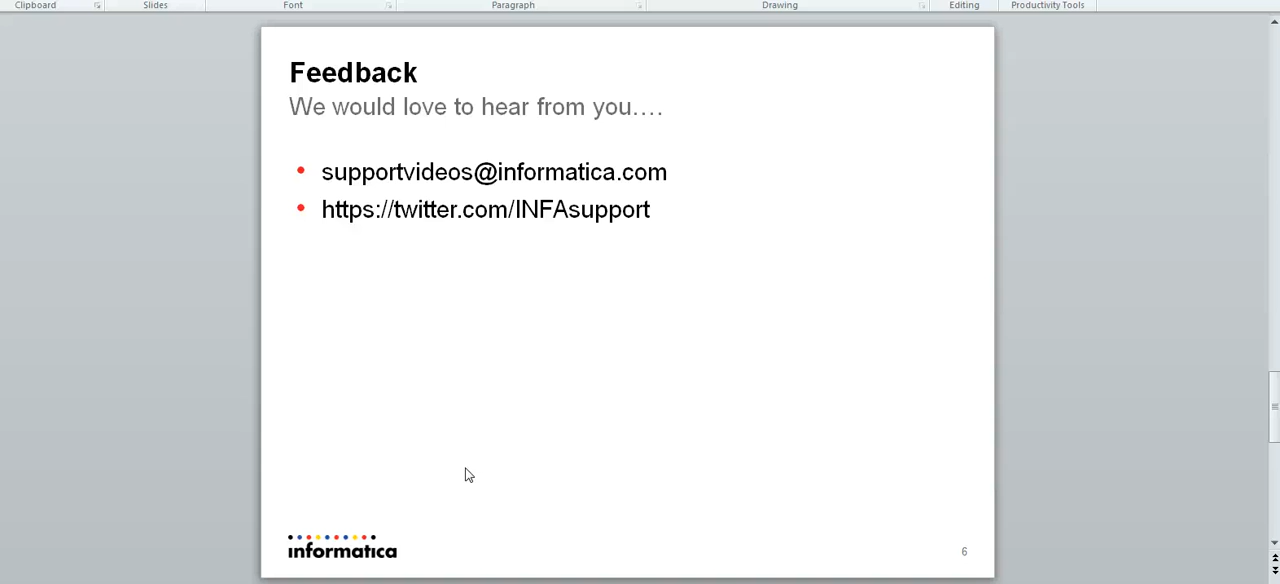 Clipboard Slides Font Paragraph Drawing Editing Productivity Tools
Feedback
We would love to hear from you....
• supportvideos@informatica.com
• https://twitter.com/INFAsupport
informatica
6